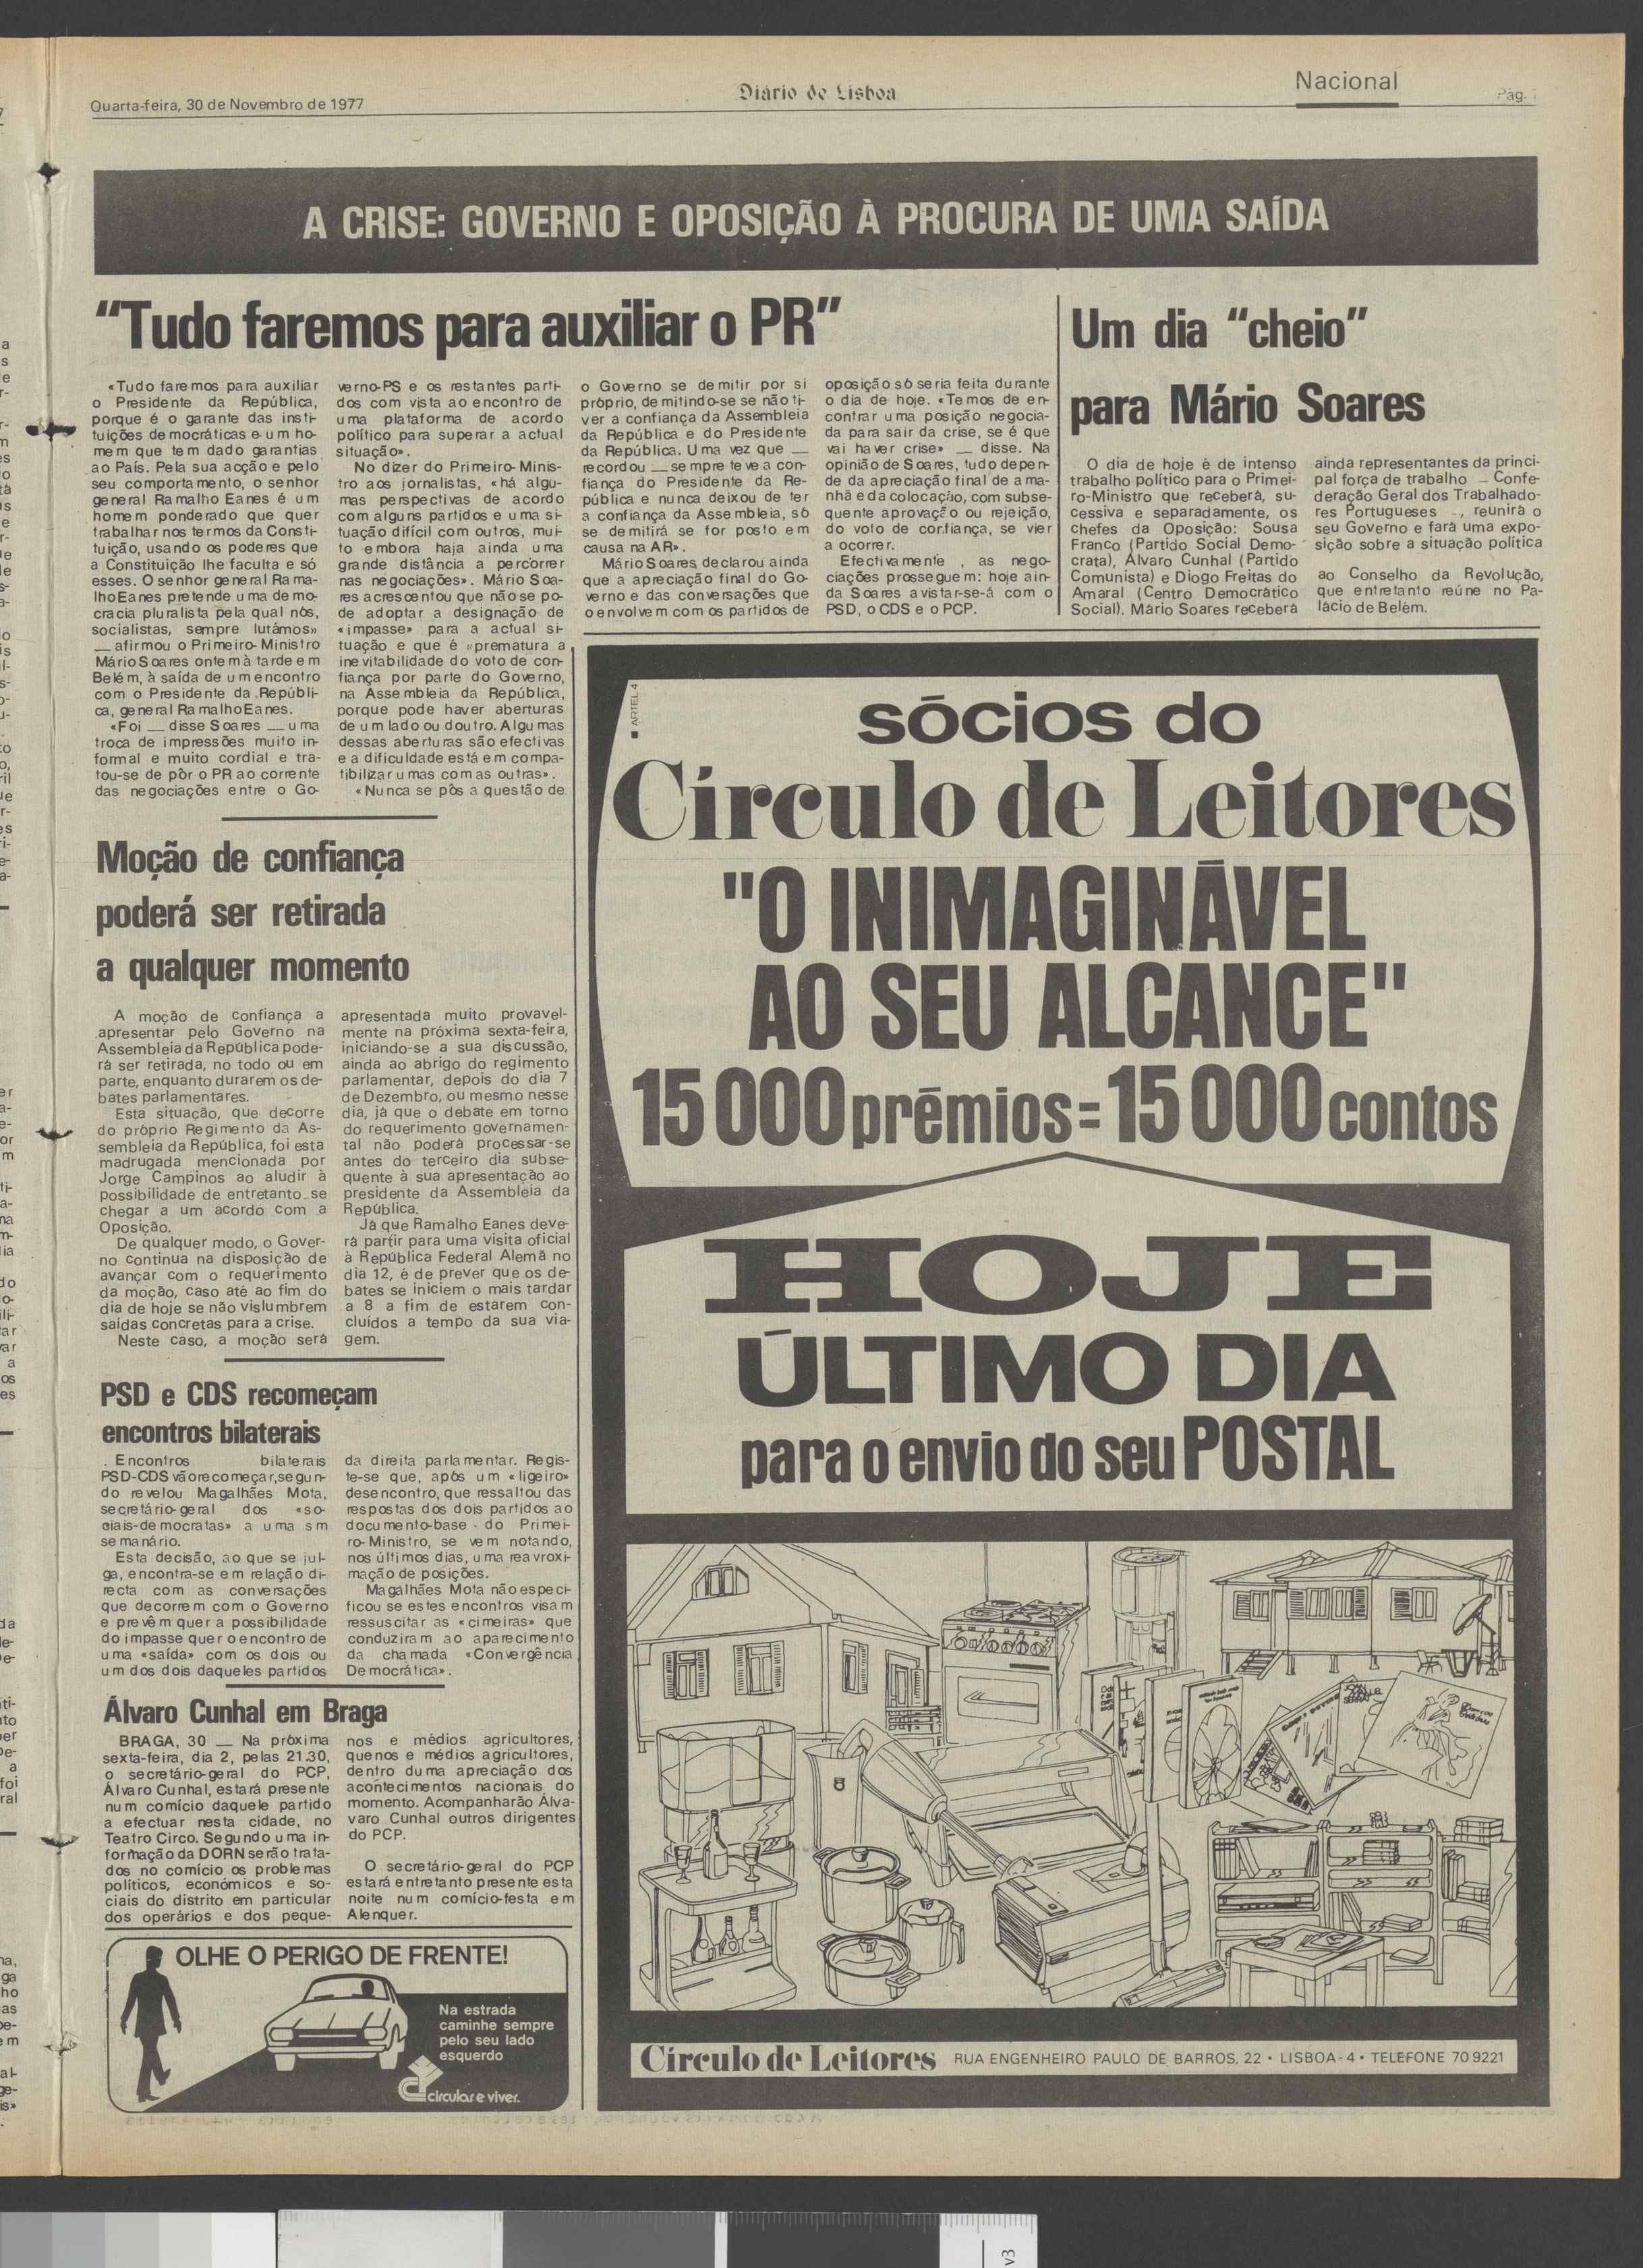 Quarta-feira, 30 de Novembro de 1977
Diário de Lisboa
Nacional
Pág.
A CRISE: GOVERNO E OPOSIÇÃO À PROCURA DE UMA SAÍDA
"Tudo faremos para auxiliar o PR"
«Tudo faremos para auxiliar
o Presidente da República,
porque é o garante das insti-
tuições democráticas e um ho-
mem que tem dado garantias
ao País. Pela sua acção e pelo
seu comportamento, o senhor
general Ramalho Eanes é um
homem ponderado que quer
trabalhar nos termos da Consti-
tuição, usando os poderes que
a Constituição lhe faculta e só
esses. O senhor general Rama-
lho Eanes pretende uma demo-
cracia pluralista pela qual nós,
socialistas, sempre lutámos»
— afirmou o Primeiro-Ministro
Mário Soares ontem à tarde em
Belém, à saída de um encontro
com o Presidente da Repúbli-
ca, general Ramalho Eanes.
«Foi — disse Soares — uma
troca de impressões muito in-
formal e muito cordial e tra-
tou-se de pôr o PR ao corrente
das negociações entre o Go-
verno-PS e os restantes parti-
dos com vista ao encontro de
uma plataforma de acordo
político para superar a actual
situação».
No dizer do Primeiro-Minis-
tro aos jornalistas, «há algu-
mas perspectivas de acordo
com alguns partidos e uma si-
tuação difícil com outros, mui-
to embora haja ainda uma
grande distância a percorrer
nas negociações». Mário Soa-
res acrescentou que não se po-
de adoptar a designação de
«impasse» para a actual si-
tuação e que é «prematura a
inevitabilidade do voto de con-
fiança por parte do Governo,
na Assembleia da República,
porque pode haver aberturas
de um lado ou doutro. Algumas
dessas aberturas são efectivas
e a dificuldade está em compa-
tibilizar umas com as outras».
«Nunca se pôs a questão de
o Governo se demitir por si
próprio, demitindo-se se não ti-
ver a confiança da Assembleia
da República e do Presidente
da República. Uma vez que —
recordou — sempre teve a con-
fiança do Presidente da Re-
pública e nunca deixou de ter
a confiança da Assembleia, só
se demitirá se for posto em
causa na AR».
Mário Soares declarou ainda
que a apreciação final do Go-
verno e das conversações que
o envolvem com os partidos de
oposição só seria feita durante
o dia de hoje. «Temos de en-
contrar uma posição negocia-
da para sair da crise, se é que
vai haver crise» — disse. Na
opinião de Soares, tudo depen-
de da apreciação final de ama-
nhã e da colocação, com subse-
quente aprovação ou rejeição,
do voto de confiança, se vier
a ocorrer.
Efectivamente , as nego-
ciações prosseguem: hoje ain-
da Soares avistar-se-á com o
PSD, o CDS e o PCP.
Um dia "cheio"
para Mário Soares
O dia de hoje é de intenso
trabalho político para o Primei-
ro-Ministro que receberá, su-
cessiva e separadamente, os
chefes da Oposição: Sousa
Franco (Partido Social Demo-
crata), Álvaro Cunhal (Partido
Comunista) e Diogo Freitas do
Amaral (Centro Democrático
Social). Mário Soares receberá
ainda representantes da princi-
pal força de trabalho – Confe-
deração Geral dos Trabalhado-
res Portugueses –, reunirá o
seu Governo e fará uma expo-
sição sobre a situação política
ao Conselho da Revolução,
que entretanto reúne no Pa-
lácio de Belém.
Moção de confiança
poderá ser retirada
a qualquer momento
A moção de confiança a
apresentar pelo Governo na
Assembleia da República pode-
rá ser retirada, no todo ou em
parte, enquanto durarem os de-
bates parlamentares.
Esta situação, que decorre
do próprio Regimento da As-
sembleia da República, foi esta
madrugada mencionada por
Jorge Campinos ao aludir à
possibilidade de entretanto se
chegar a um acordo com a
Oposição.
De qualquer modo, o Gover-
no continua na disposição de
avançar com o requerimento
da moção, caso até ao fim do
dia de hoje se não vislumbrem
saídas concretas para a crise.
Neste caso, a moção será
apresentada muito provavel-
mente na próxima sexta-feira,
iniciando-se a sua discussão,
ainda ao abrigo do regimento
parlamentar, depois do dia 7
de Dezembro, ou mesmo nesse
dia, já que o debate em torno
do requerimento governamen-
tal não poderá processar-se
antes do terceiro dia subse-
quente à sua apresentação ao
presidente da Assembleia da
República.
Já que Ramalho Eanes deve-
rá partir para uma visita oficial
à República Federal Alemã no
dia 12, é de prever que os de-
bates se iniciem o mais tardar
a 8 a fim de estarem con-
cluídos a tempo da sua via-
gem.
PSD e CDS recomeçam
encontros bilaterais
. Encontros bilaterais
PSD-CDS vão recomeçar, segun-
do revelou Magalhães Mota,
secretário-geral dos «so-
ciais-democratas» a uma sm
semanário.
Esta decisão, ao que se jul-
ga, encontra-se em relação di-
recta com as conversações
que decorrem com o Governo
e prevêm quer a possibilidade
do impasse quer o encontro de
uma «saída» com os dois ou
um dos dois daqueles partidos
da direita parlamentar. Regis-
te-se que, após um «ligeiro»
desencontro, que ressaltou das
respostas dos dois partidos ao
documento-base do Primei-
ro-Ministro, se vem notando,
nos últimos dias, uma reavroxi-
mação de posições.
Magalhães Mota não especi-
ficou se estes encontros visam
ressuscitar as «cimeiras» que
conduziram ao aparecimento
da chamada «Convergência
Democrática».
Álvaro Cunhal em Braga
BRAGA, 30 — Na próxima
sexta-feira, dia 2, pelas 21.30,
o secretário-geral do PCP,
Álvaro Cunhal, estará presente
num comício daquele partido
a efectuar nesta cidade, no
Teatro Circo. Segundo uma in-
formação da DORN serão trata-
dos no comício os problemas
políticos, económicos e so-
ciais do distrito em particular
dos operários e dos peque-
nos e médios agricultores,
quenos e médios agricultores,
dentro duma apreciação dos
acontecimentos nacionais do
momento. Acompanharão Álva-
varo Cunhal outros dirigentes
do PCP.
O secretário-geral do PCP
estará entretanto presente esta
noite num comício-festa em
Alenquer.
OLHE O PERIGO DE FRENTE!
Na estrada
caminhe sempre
pelo seu lado
esquerdo
circular e viver.
ARTEL 4
sócios do
Círculo de Leitores
"O INIMAGINÁVEL
AO SEU ALCANCE"
15 000 prémios = 15 000 contos
HOJE
ÚLTIMO DIA
para o envio do seu POSTAL
Círculo de Leitores RUA ENGENHEIRO PAULO DE BARROS, 22 • LISBOA-4 • TELEFONE 70 9221
v3